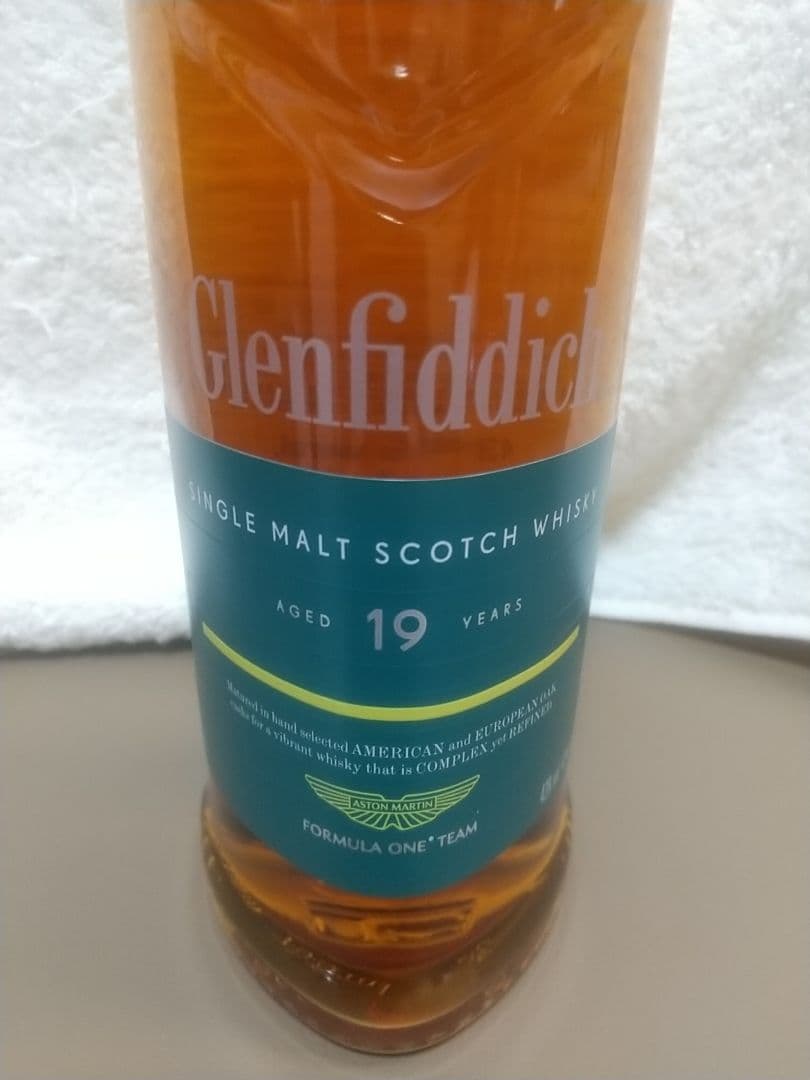 Glenfiddich
SINGLE MALT SCOTCH WHISKY
AGED 19 YEARS
Matured in hand selected AMERICAN and EUROPEAN OAK
casks for a vibrant whisky that is COMPLEX yet REFINED
ASTON MARTIN
FORMULA ONE® TEAM